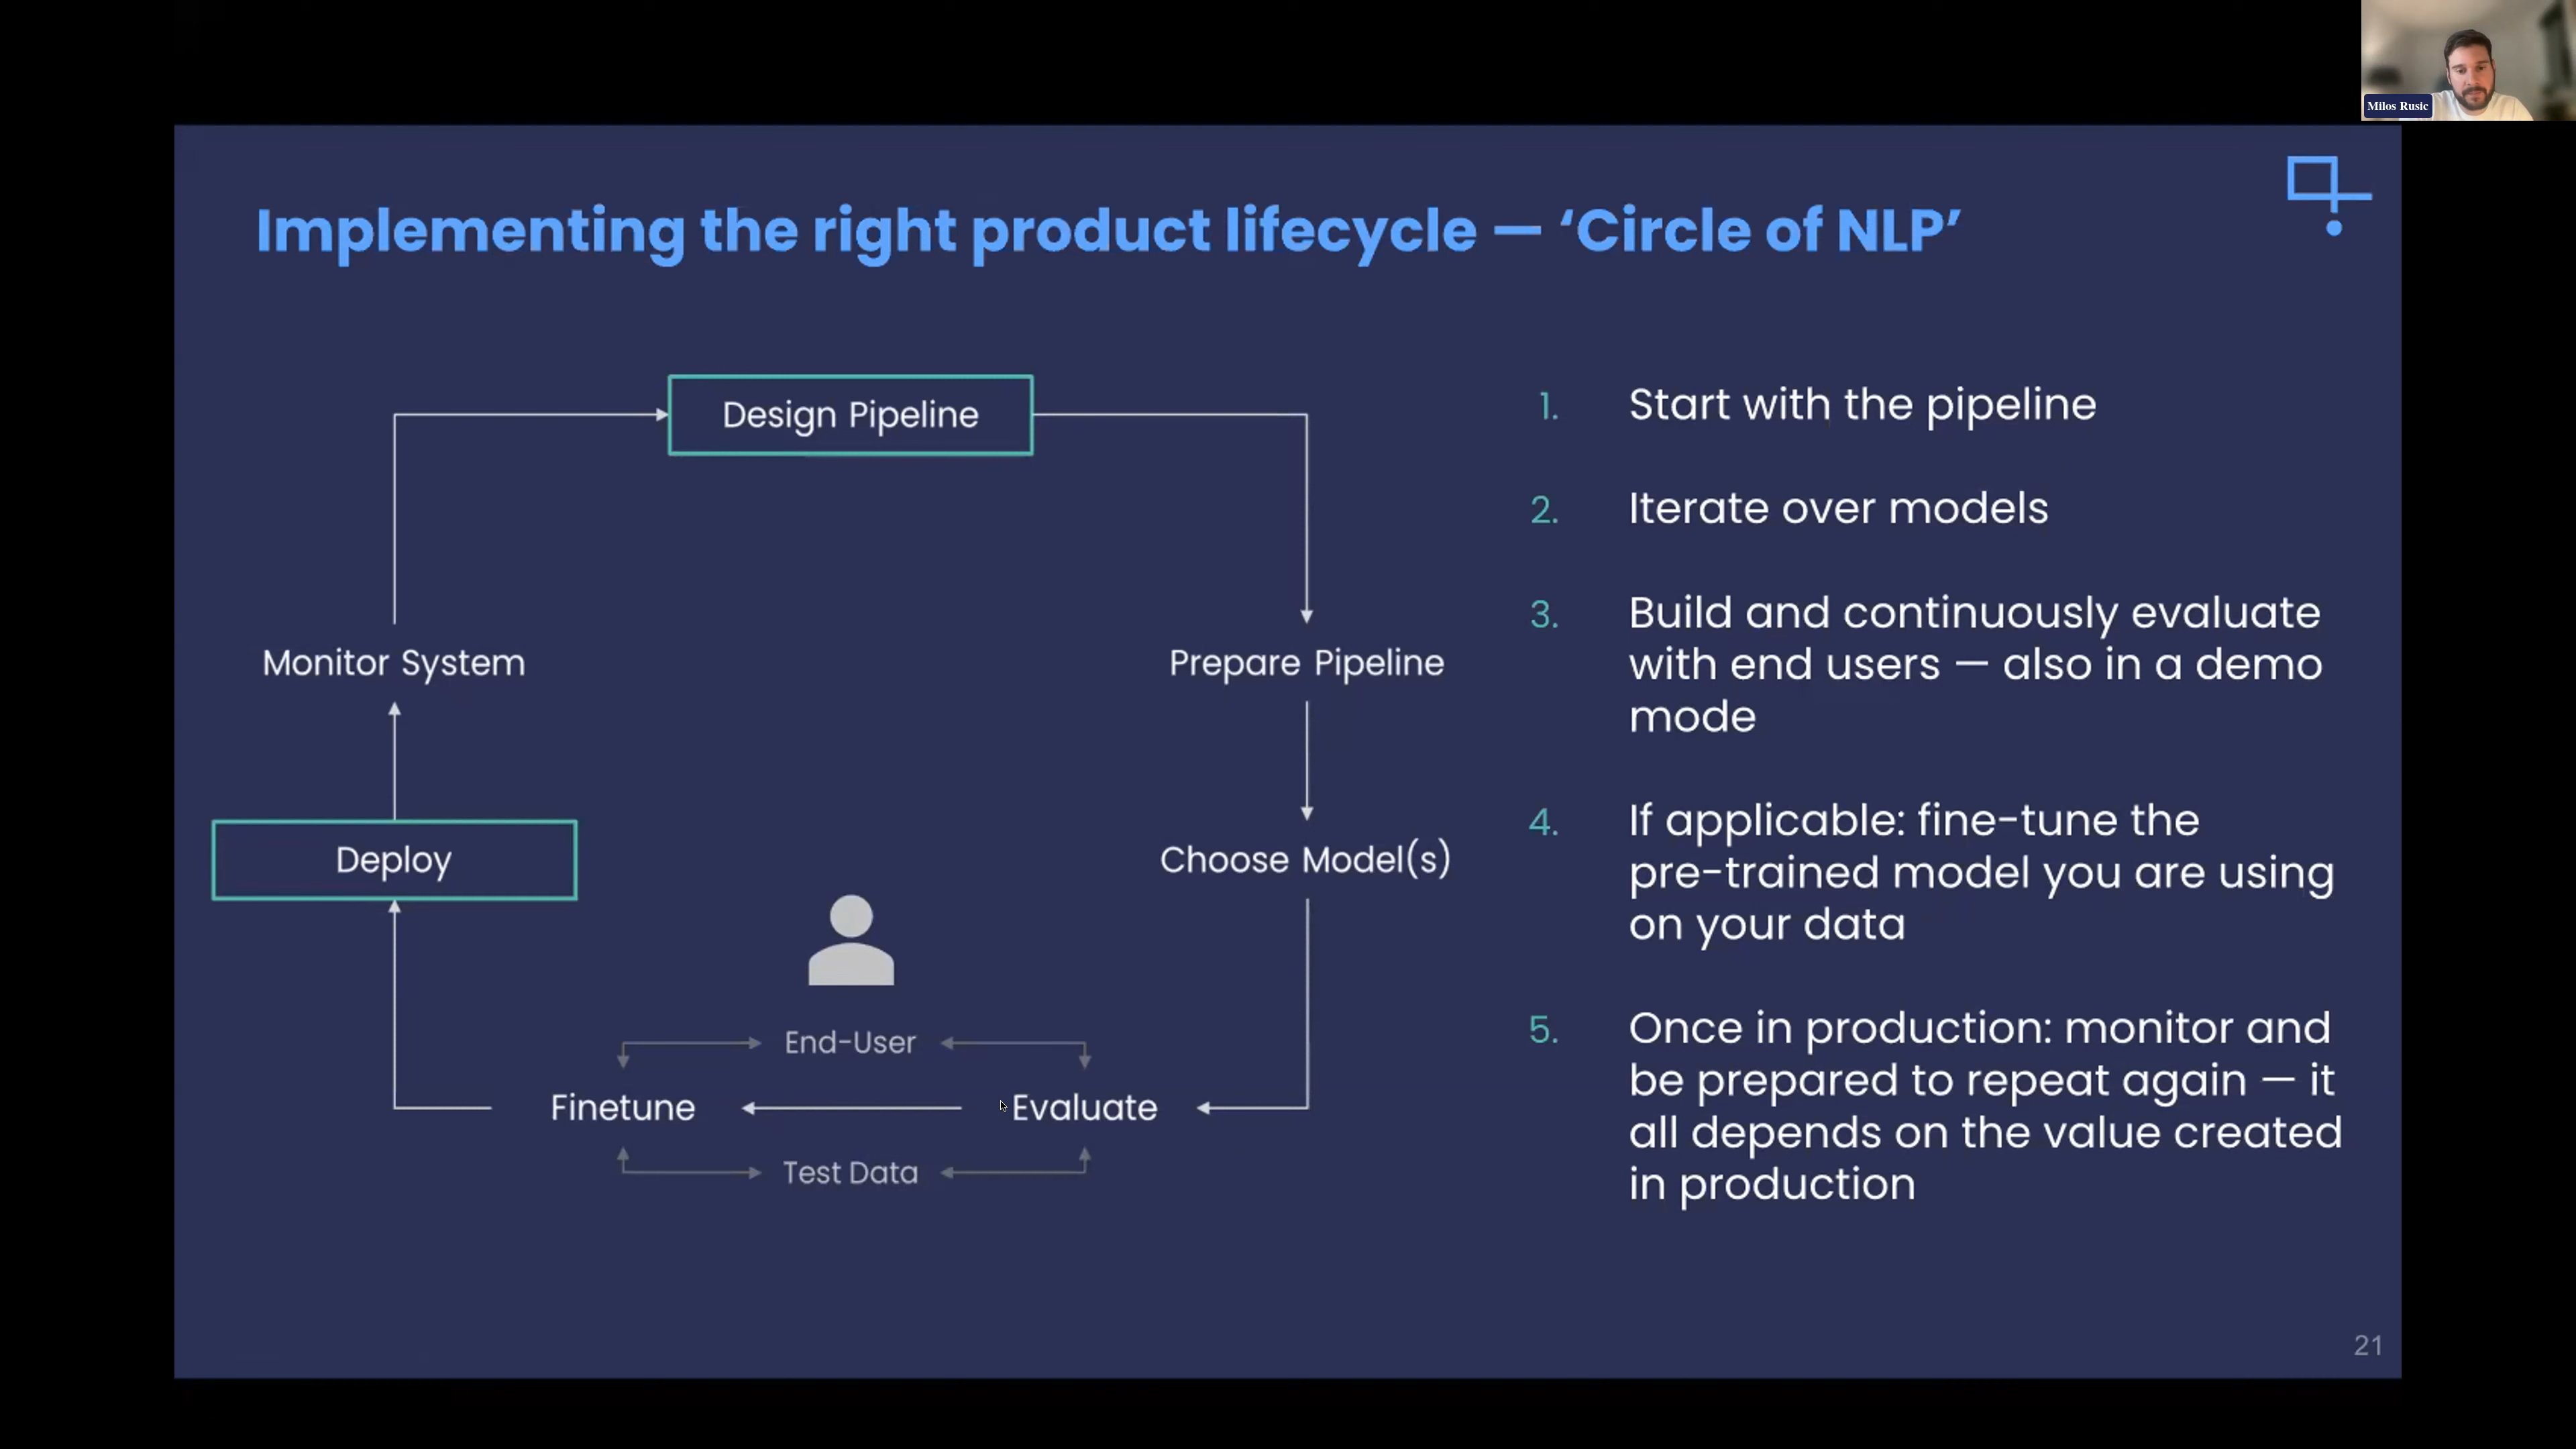 Milos Rusic
Implementing the right product lifecycle — ‘Circle of NLP’
Design Pipeline
Monitor System
Prepare Pipeline
Deploy
Choose Model(s)
End-User
Finetune
Evaluate
Test Data
1. Start with the pipeline
2. Iterate over models
3. Build and continuously evaluate
with end users — also in a demo
mode
4. If applicable: fine-tune the
pre-trained model you are using
on your data
5. Once in production: monitor and
be prepared to repeat again — it
all depends on the value created
in production
21